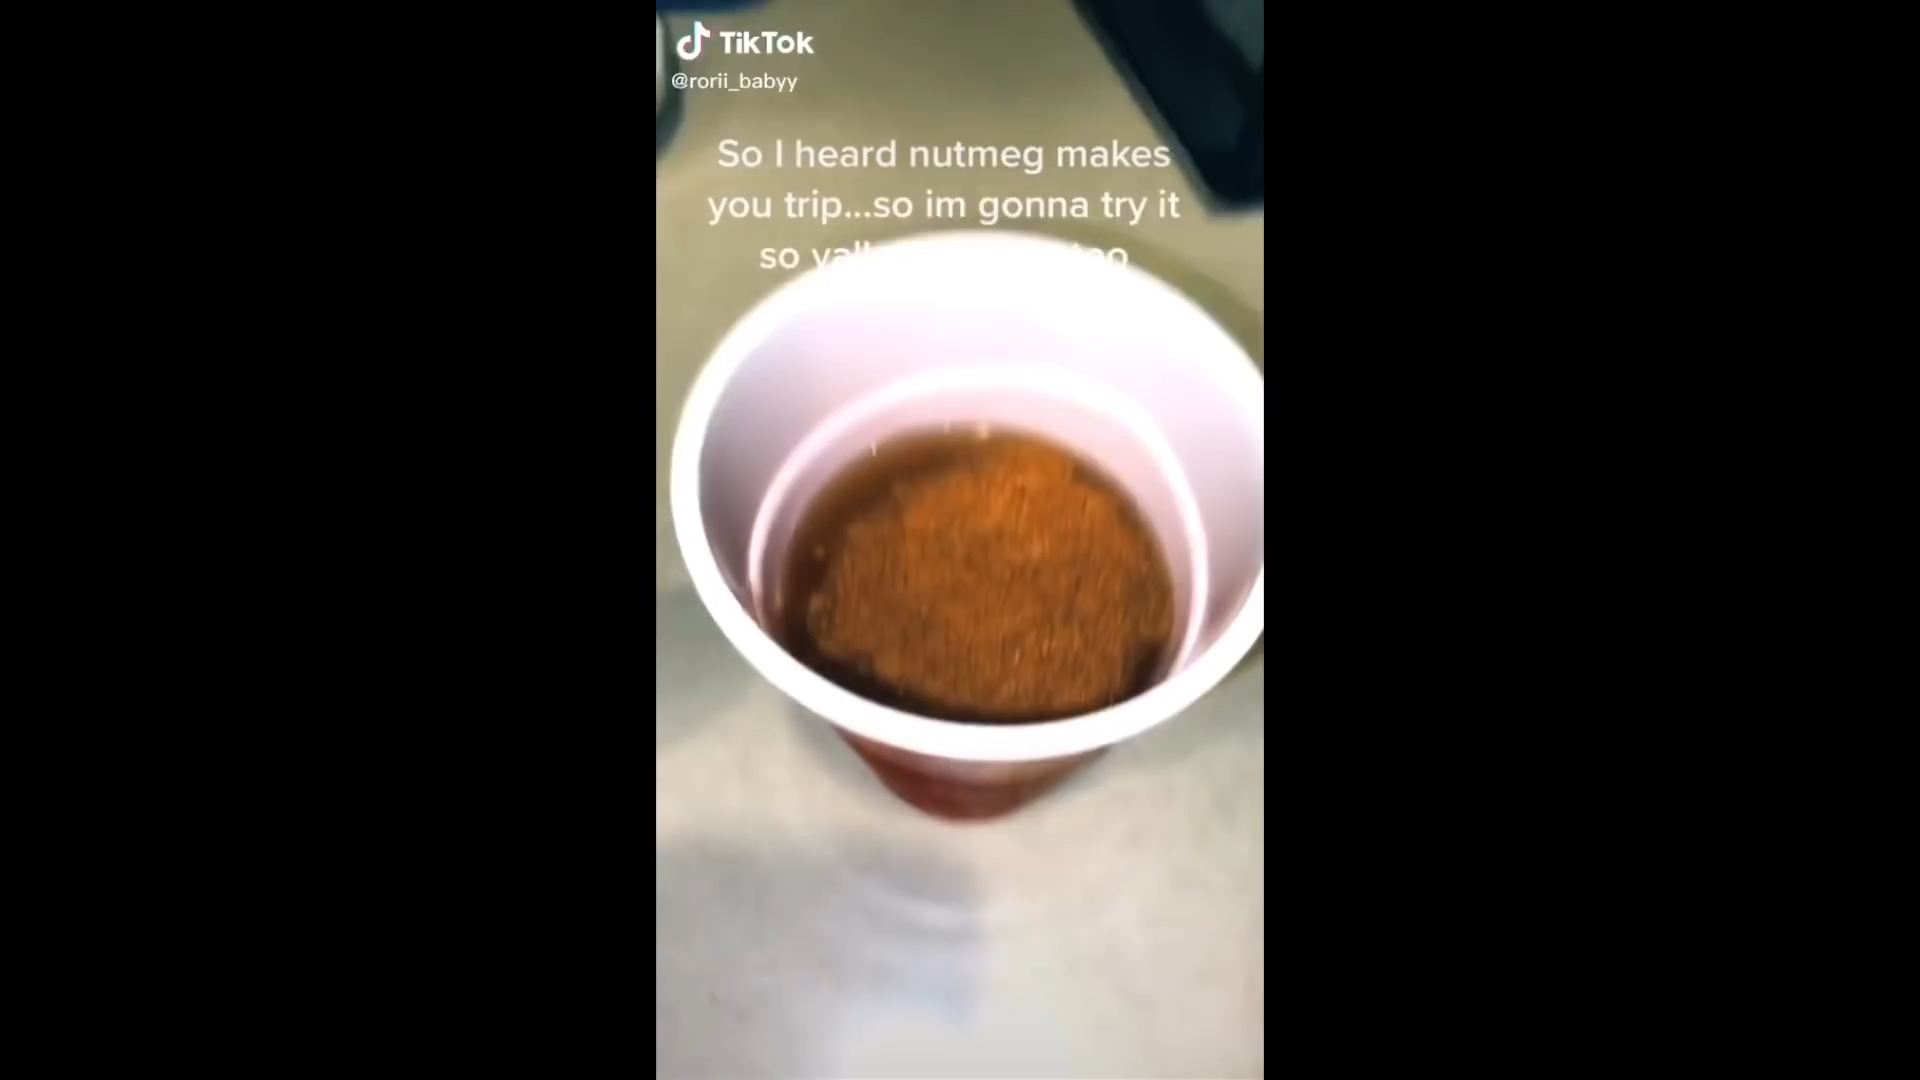 TikTok
@rorii_babyy
So I heard nutmeg makes
you trip...so im gonna try it
so